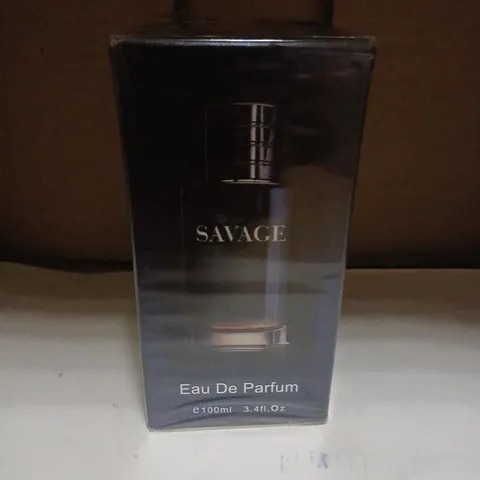 SAVAGE
Eau De Parfum
e100ml 3.4fl.Oz